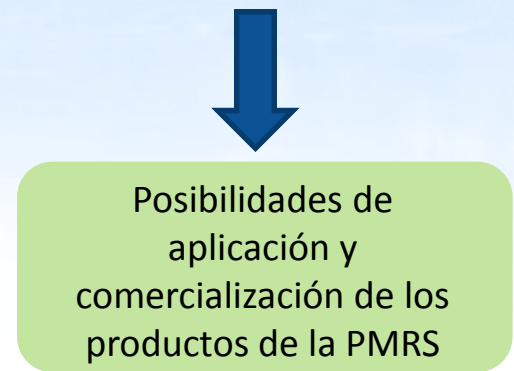 Posibilidades de
aplicación y
comercialización de los
productos de la PMRS